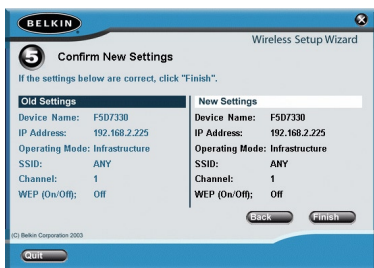 BELKIN
Wireless Setup Wizard
5 Confirm New Settings
If the settings below are correct, click "Finish".
Old Settings
Device Name: F5D7330
IP Address: 192.168.2.225
Operating Mode: Infrastructure
SSID: ANY
Channel: 1
WEP (On/Off); Off
New Settings
Device Name: F5D7330
IP Address: 192.168.2.225
Operating Mode: Infrastructure
SSID: ANY
Channel: 1
WEP (On/Off); Off
Back
Finish
(C) Belkin Corporation 2003
Quit